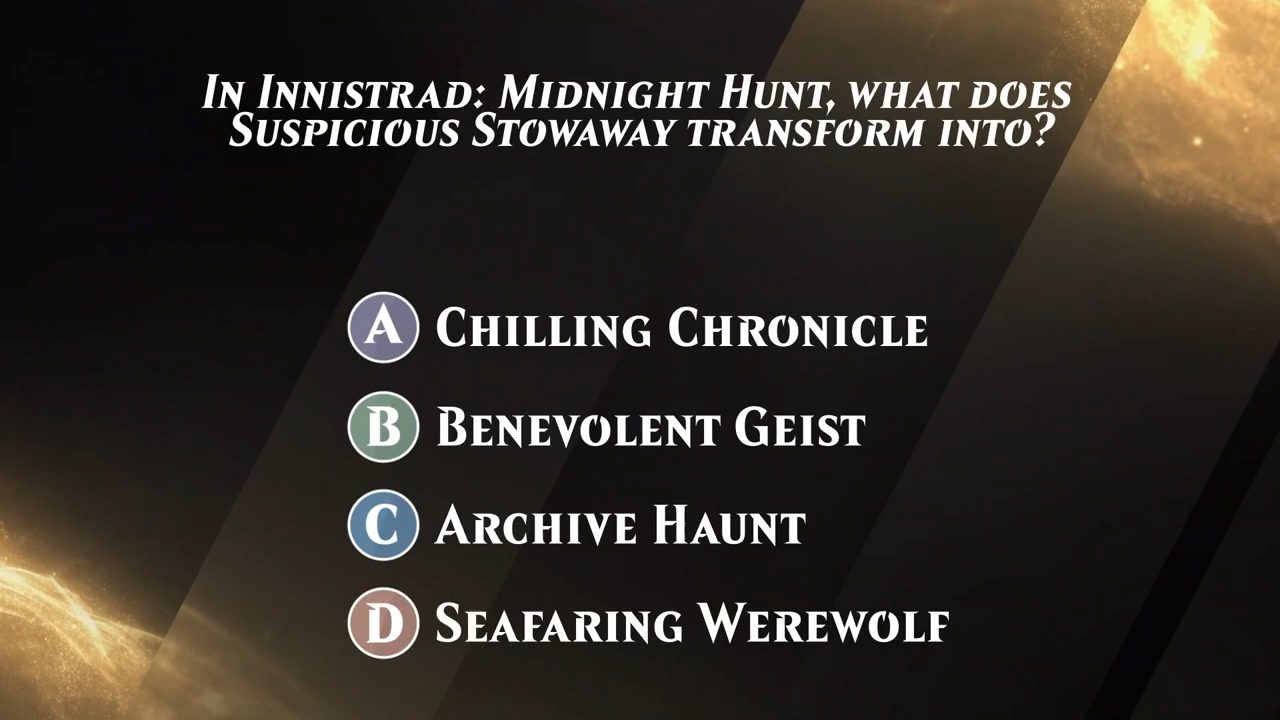 In Innistrad: Midnight Hunt, what does
Suspicious Stowaway transform into?
A Chilling Chronicle
B Benevolent Geist
C Archive Haunt
D Seafaring Werewolf